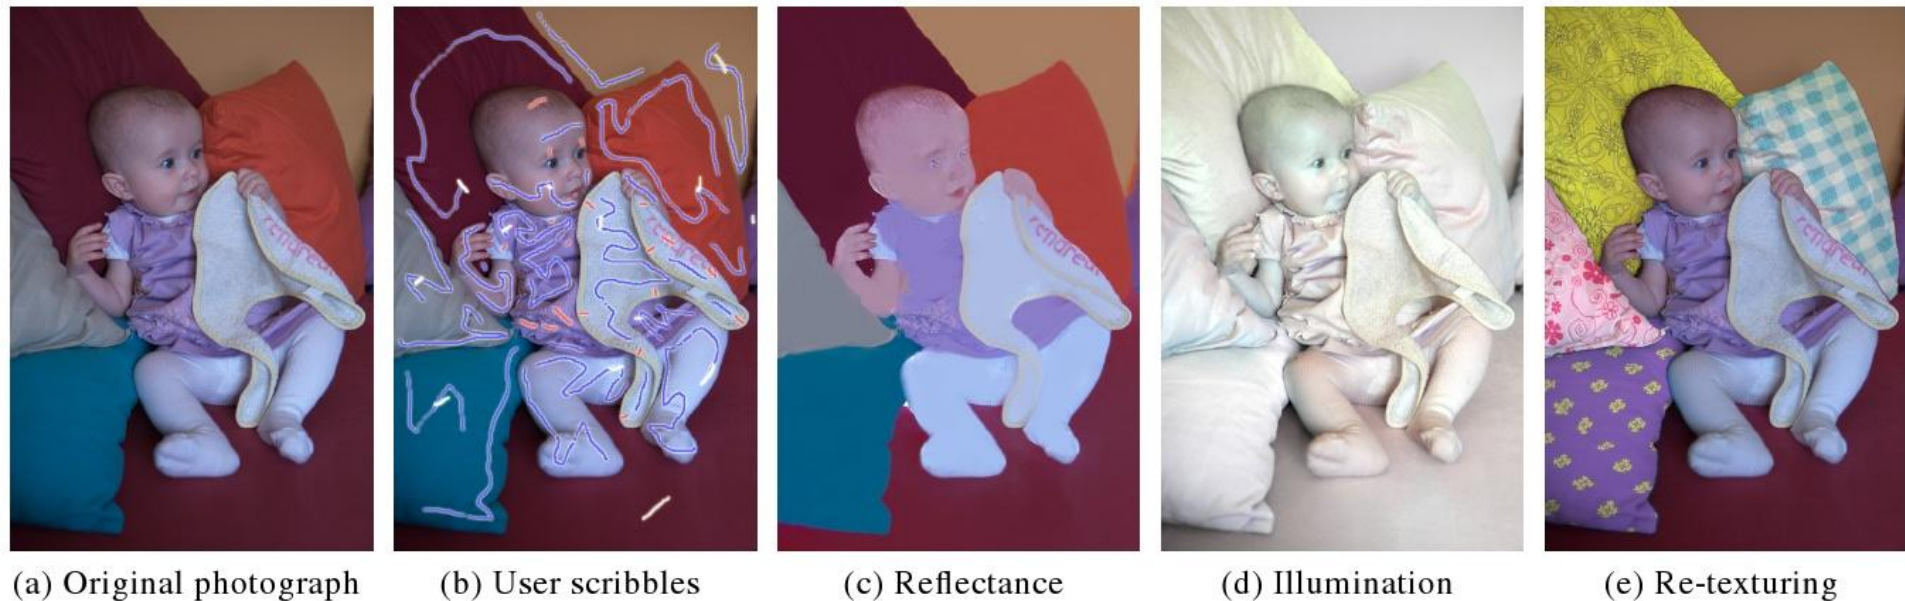 (a) Original photograph
(b) User scribbles
(c) Reflectance
(d) Illumination
(e) Re-texturing